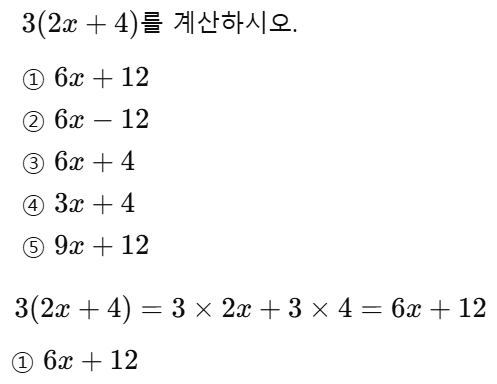 3(2x + 4)를 계산하시오.
① 6x + 12
② 6x − 12
③ 6x + 4
④ 3x + 4
⑤ 9x + 12
3(2x + 4) = 3 × 2x + 3 × 4 = 6x + 12
① 6x + 12